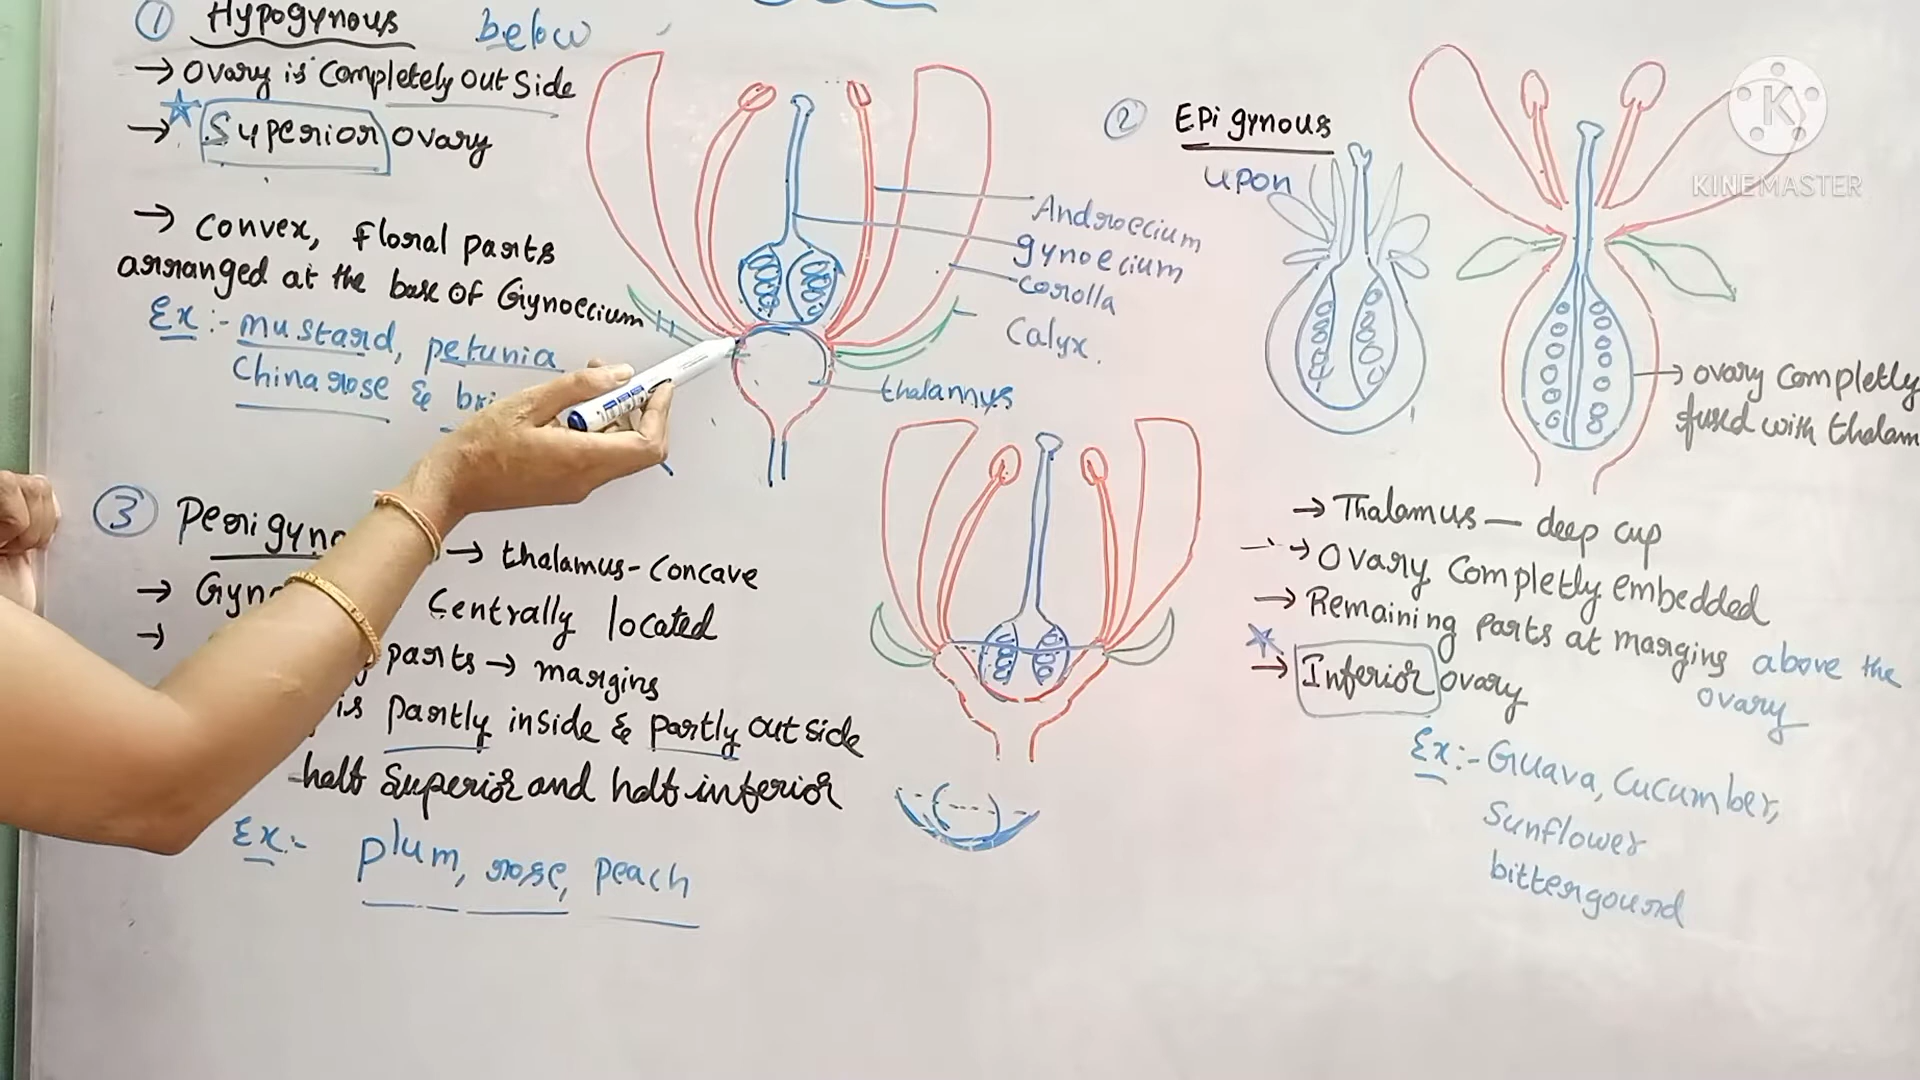 ① Hypogynous below
→ Ovary is Completely out side
→ Superior ovary
→ Convex, floral parts
arranged at the base of Gynoecium
Ex:- mustard, petunia
China rose &
Androecium
gynoecium
corolla
Calyx.
thalamus
② Epi gynous
upon
→ ovary completly
fused with thalam
→ Thalamus — deep cup
→ Ovary Completly embedded
→ Remaining parts at margins above the
ovary
→ Inferior ovary
Ex:- Guava, Cucumber,
Sunflower
bittergourd
③
→ thalamus - Concave
→ Centrally located
→ parts → margins
is partly inside & partly out side
half Superior and half inferior
Ex:- plum, rose, peach
KINEMASTER